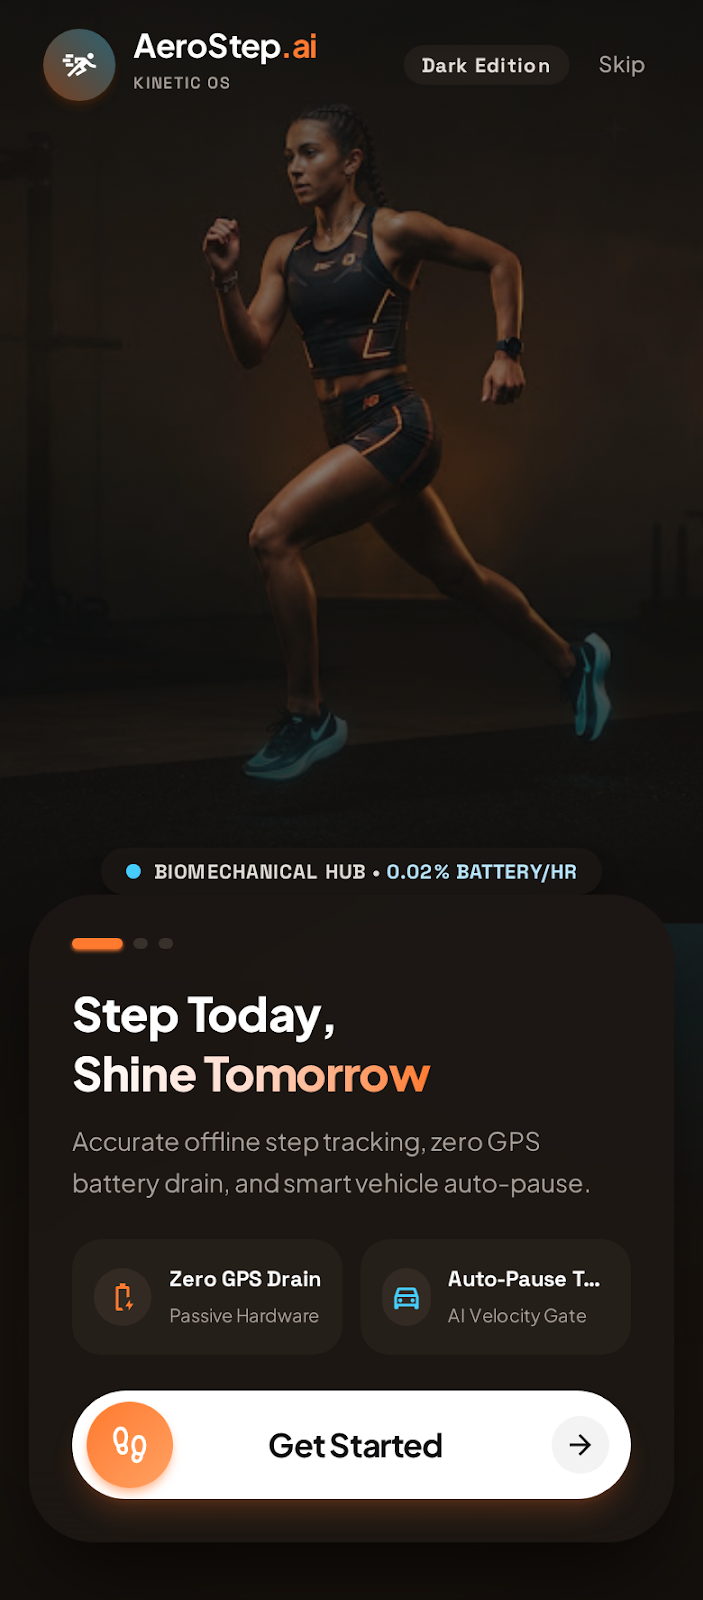 AeroStep.ai
KINETIC OS
Dark Edition
Skip
BIOMECHANICAL HUB • 0.02% BATTERY/HR
Step Today,
Shine Tomorrow
Accurate offline step tracking, zero GPS
battery drain, and smart vehicle auto-pause.
Zero GPS Drain
Passive Hardware
Auto-Pause T...
AI Velocity Gate
Get Started